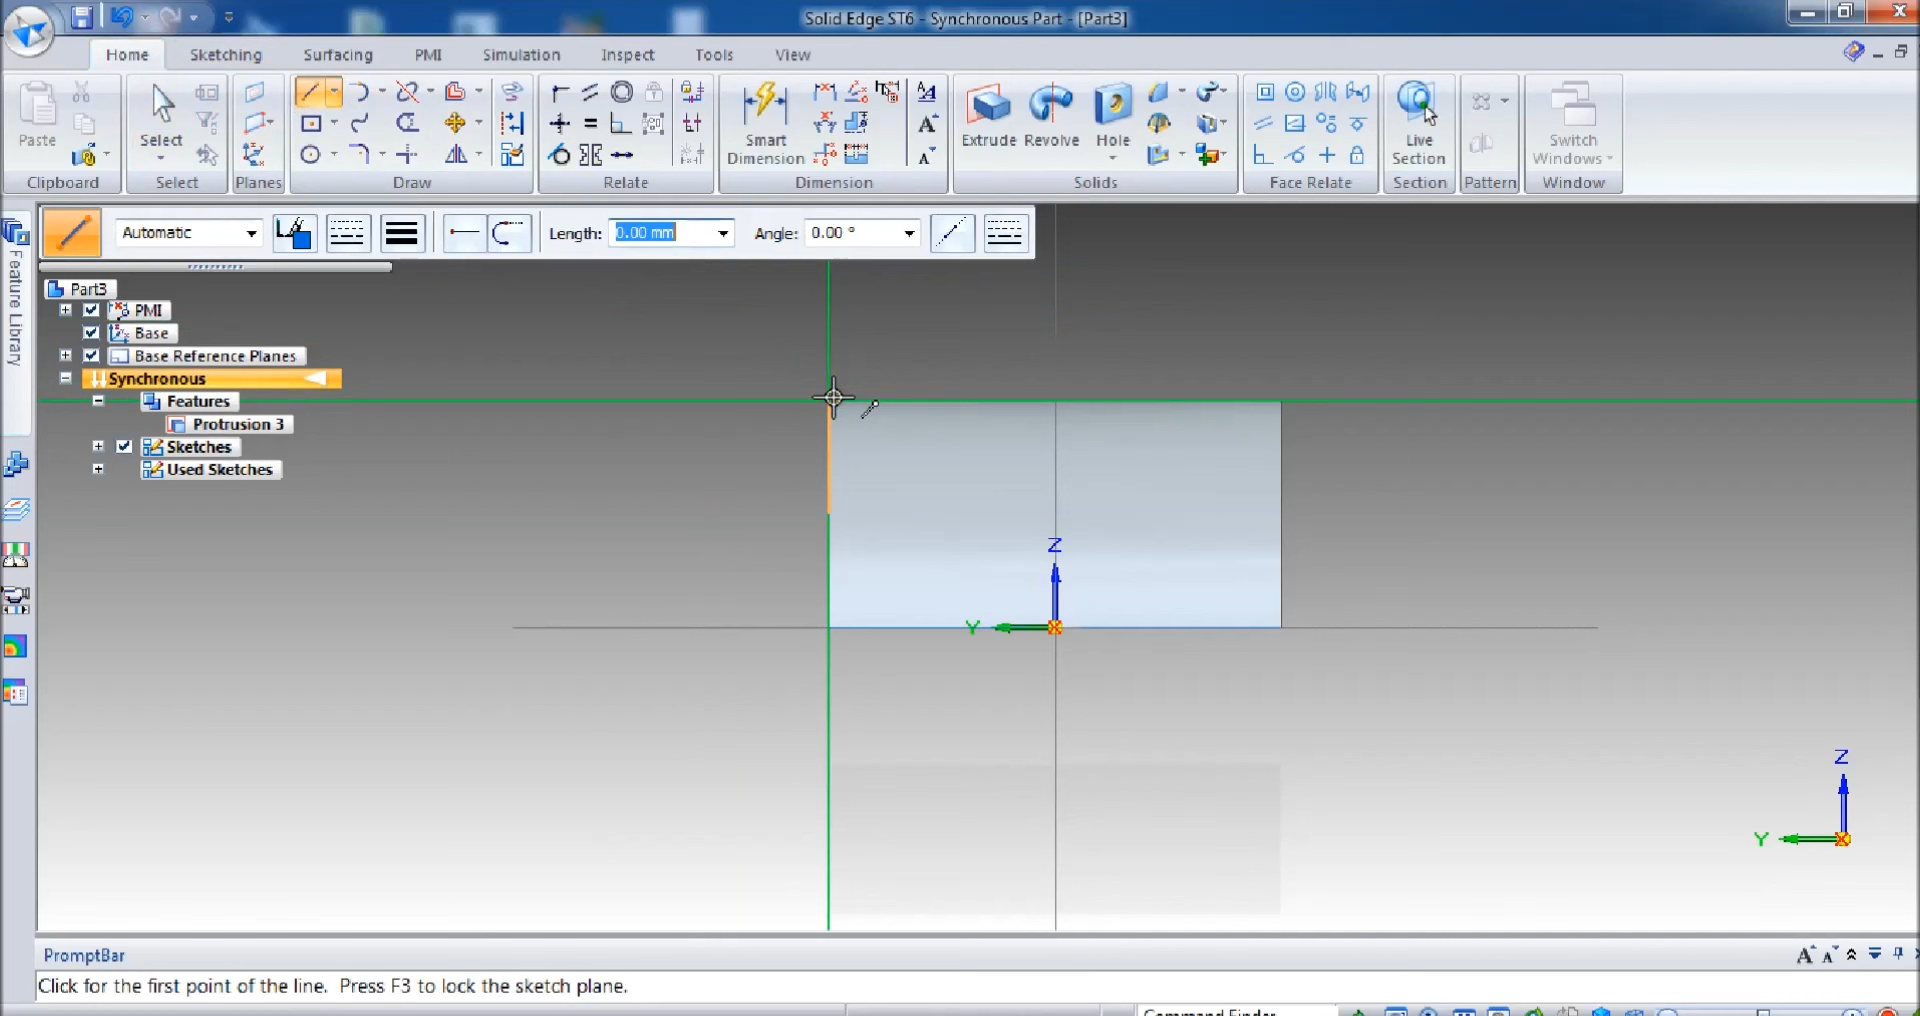 Solid Edge ST6 - Synchronous Part - [Part3]
Home Sketching Surfacing PMI Simulation Inspect Tools View
Paste Select Smart Dimension Extrude Revolve Hole Live Section Switch Windows
Clipboard Select Planes Draw Relate Dimension Solids Face Relate Section Pattern Window
Automatic Length: 0.00 mm Angle: 0.00 °
Feature Library
Part3
PMI
Base
Base Reference Planes
Synchronous
Features
Protrusion 3
Sketches
Used Sketches
Z
Y
Z
Y
PromptBar
Click for the first point of the line. Press F3 to lock the sketch plane.
Command Finder